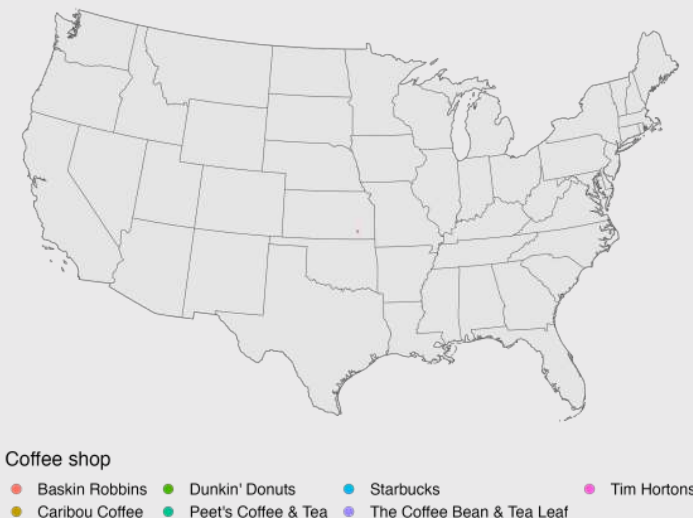 Coffee shop
Baskin Robbins Dunkin' Donuts Starbucks Tim Hortons
Caribou Coffee Peet's Coffee & Tea The Coffee Bean & Tea Leaf